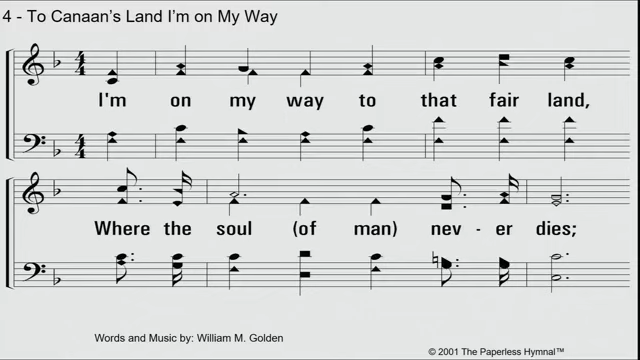 4 - To Canaan's Land I'm on My Way
I'm on my way to that fair land,
Where the soul (of man) nev - er dies;
Words and Music by: William M. Golden
© 2001 The Paperless Hymnal™